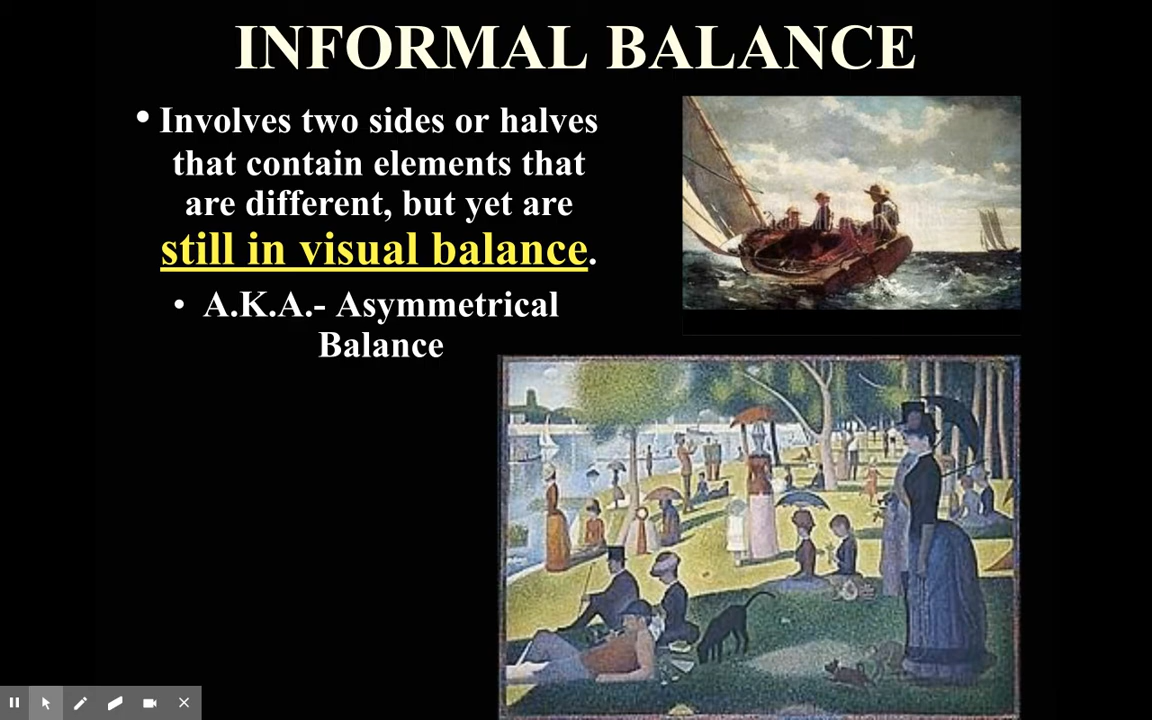 INFORMAL BALANCE
• Involves two sides or halves
that contain elements that
are different, but yet are
still in visual balance.
• A.K.A.- Asymmetrical
Balance